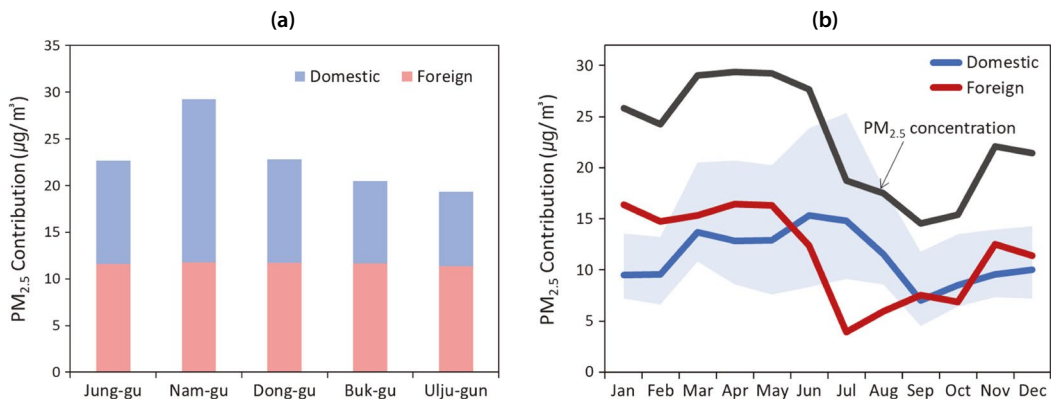 (a)
PM2.5 Contribution (µg/m³)
35
30
25
20
15
10
5
0
Domestic Foreign
Jung-gu Nam-gu Dong-gu Buk-gu Ulju-gun
(b)
PM2.5 Contribution (µg/m³)
30
25
20
15
10
5
0
Domestic
Foreign
PM2.5 concentration
Jan Feb Mar Apr May Jun Jul Aug Sep Oct Nov Dec